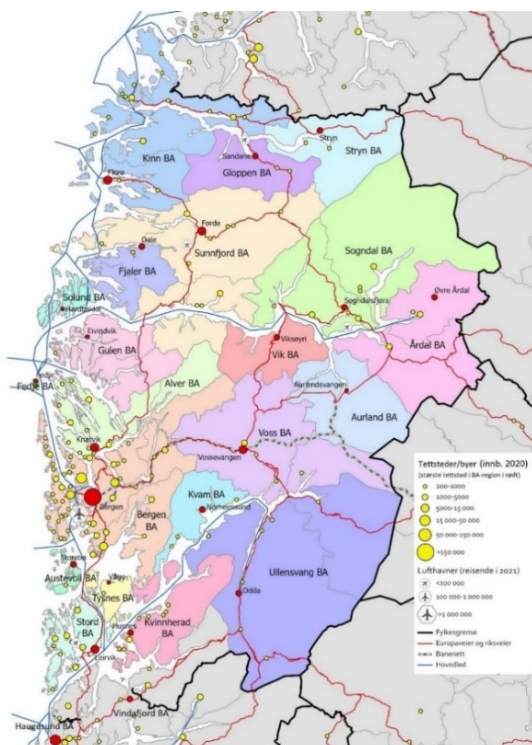 Stryn
Stryn BA
Kinn BA
Sandane
Gloppen BA
Florø
Førde
Sogndal BA
Dale
Sunnfjord BA
Fjaler BA
Øvre Årdal
Solund BA
Hardbakke
Sogndalsfjøra
Eivindvik
Gulen BA
Viksøyri
Vik BA
Årdal BA
Fedje BA
Alver BA
Aurlandsvangen
Aurland BA
Knarvik
Voss BA
Vossevangen
Bergen
Kvam BA
Norheimsund
Bergen BA
Ullensvang BA
Austevoll BA
Våge
Tysnes BA
Odda
Husnes
Stord BA
Kvinnherad BA
Leirvik
Vindafjord BA
Haugesund BA
Tettsteder/byer (innb. 2020)
(største tettsted i BA-region i rødt)
200-1000
1000-5000
5000-15 000
15 000-50 000
50 000-150 000
>150 000
Lufthavner (reisende i 2021)
<100 000
100 000-1 000 000
>1 000 000
Fylkesgrense
Europaveier og riksveier
Banenett
Hovedled